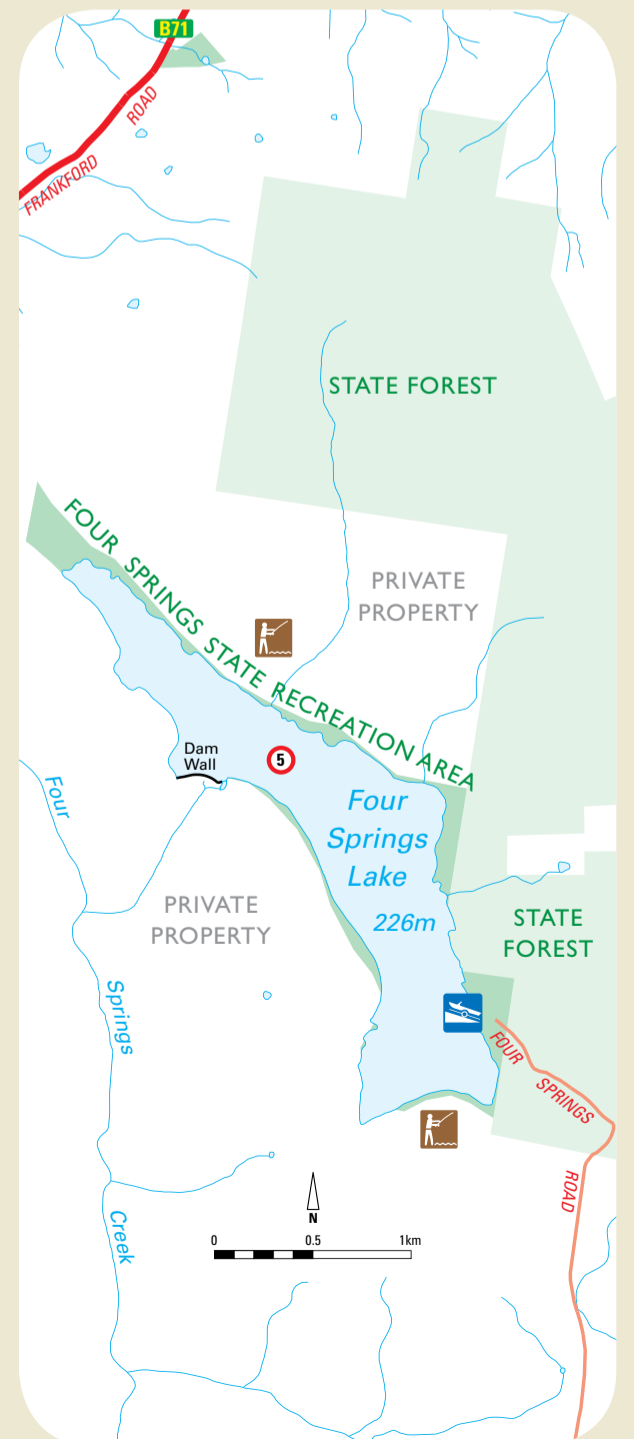 B71
FRANKFORD ROAD
STATE FOREST
FOUR SPRINGS STATE RECREATION AREA
PRIVATE
PROPERTY
Dam
Wall
5
Four
Springs
Lake
226m
Four Springs Creek
PRIVATE
PROPERTY
STATE
FOREST
FOUR SPRINGS ROAD
N
0 0.5 1km